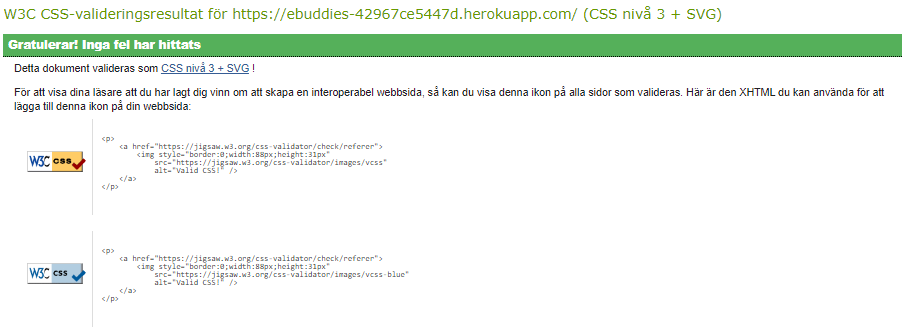 W3C CSS-valideringsresultat för https://ebuddies-42967ce5447d.herokuapp.com/ (CSS nivå 3 + SVG)
Gratulerar! Inga fel har hittats
Detta dokument valideras som CSS nivå 3 + SVG !
För att visa dina läsare att du har lagt dig vinn om att skapa en interoperabel webbsida, så kan du visa denna ikon på alla sidor som valideras. Här är den XHTML du kan använda för att
lägga till denna ikon på din webbsida:
W3C css
<p>
<a href="https://jigsaw.w3.org/css-validator/check/referer">
<img style="border:0;width:88px;height:31px"
src="https://jigsaw.w3.org/css-validator/images/vcss"
alt="Valid CSS!" />
</a>
</p>
W3C css
<p>
<a href="https://jigsaw.w3.org/css-validator/check/referer">
<img style="border:0;width:88px;height:31px"
src="https://jigsaw.w3.org/css-validator/images/vcss-blue"
alt="Valid CSS!" />
</a>
</p>